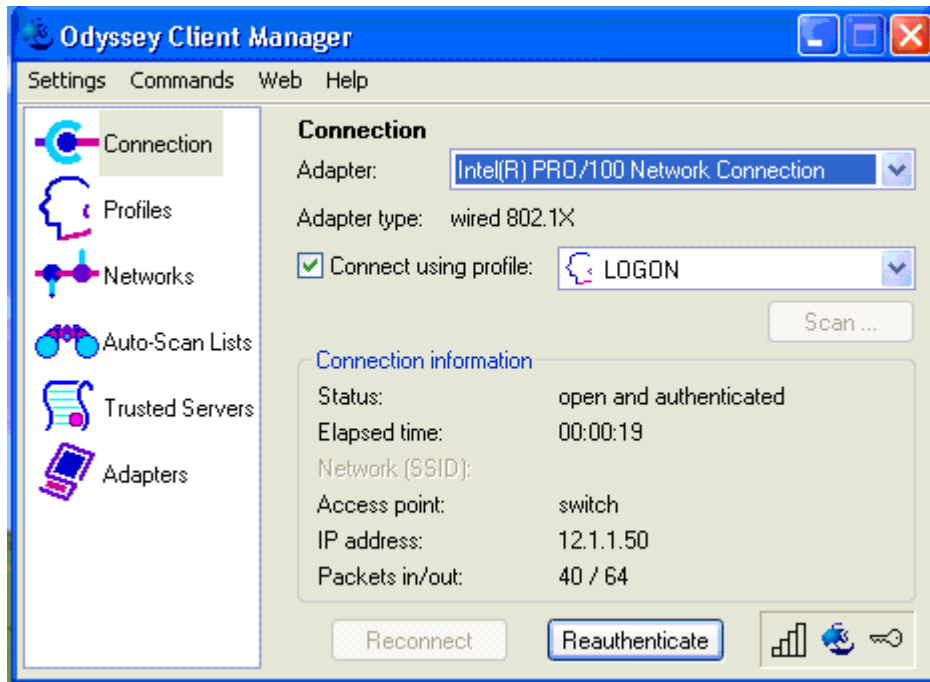 Odyssey Client Manager
Settings Commands Web Help
Connection
Profiles
Networks
Auto-Scan Lists
Trusted Servers
Adapters
Connection
Adapter: Intel(R) PRO/100 Network Connection
Adapter type: wired 802.1X
Connect using profile: LOGON
Scan ...
Connection information
Status: open and authenticated
Elapsed time: 00:00:19
Network (SSID):
Access point: switch
IP address: 12.1.1.50
Packets in/out: 40 / 64
Reconnect Reauthenticate